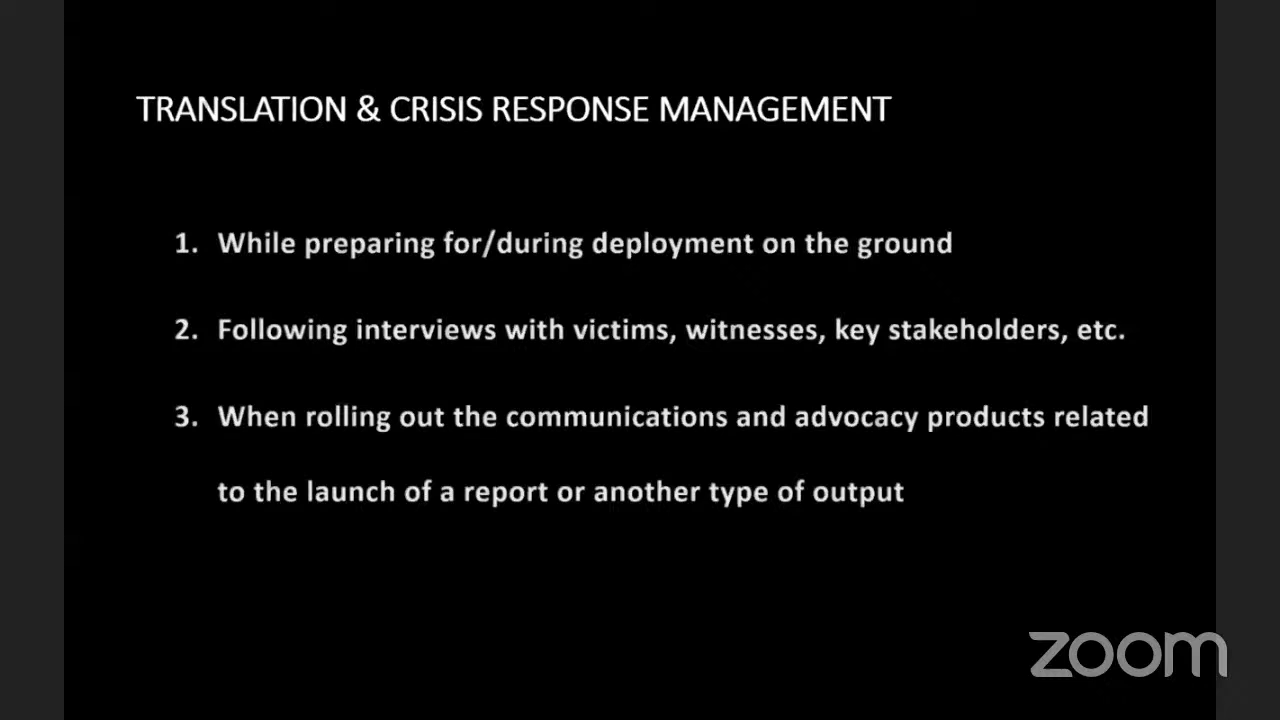 TRANSLATION & CRISIS RESPONSE MANAGEMENT
1. While preparing for/during deployment on the ground
2. Following interviews with victims, witnesses, key stakeholders, etc.
3. When rolling out the communications and advocacy products related
to the launch of a report or another type of output
zoom